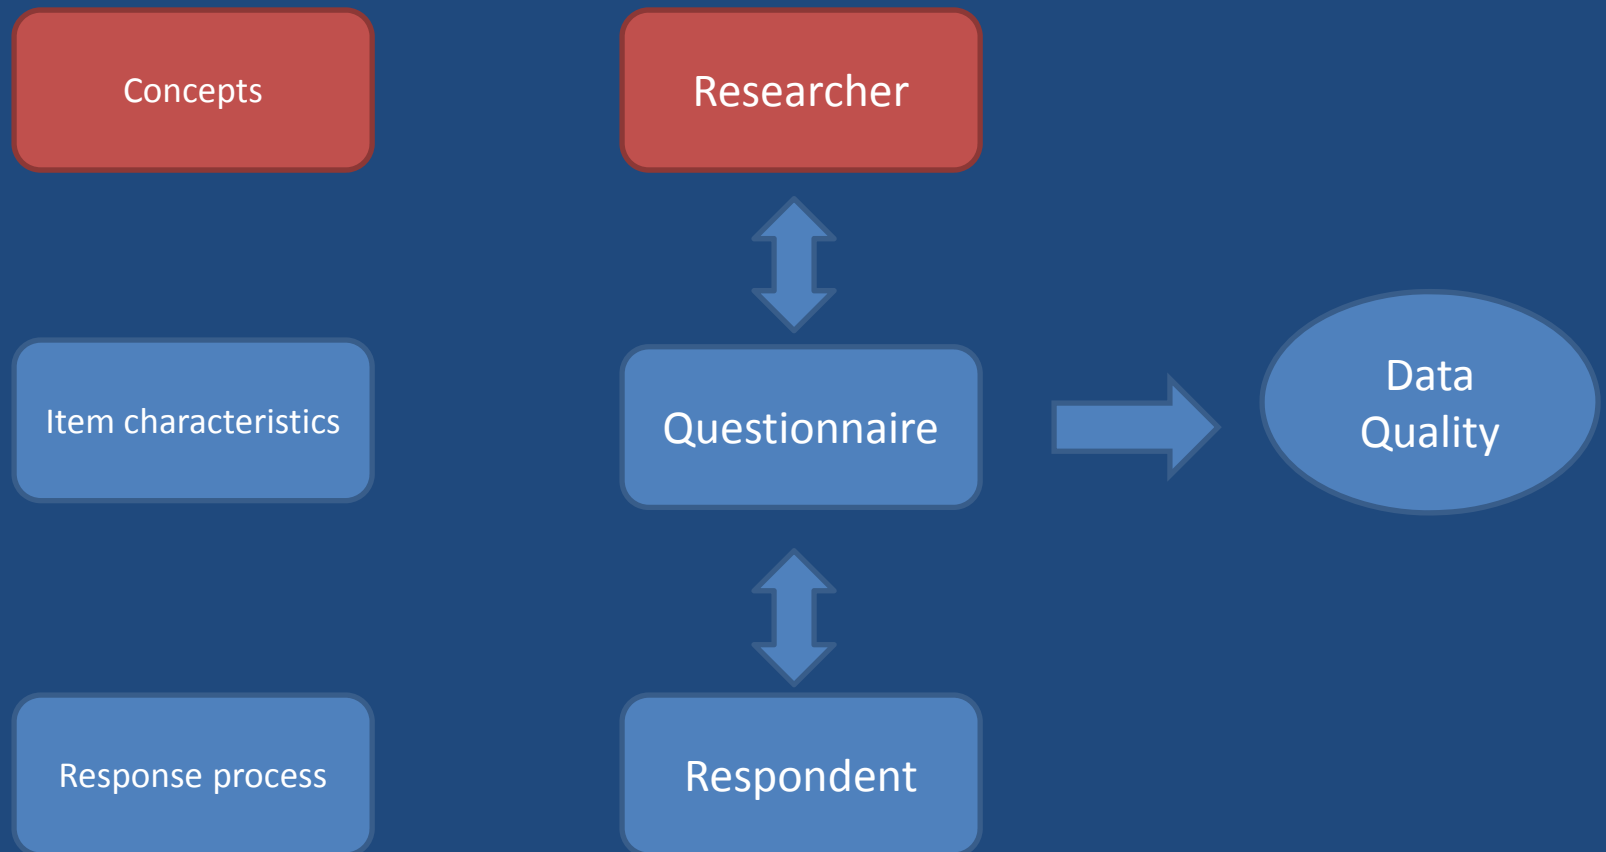 Concepts
Researcher
Item characteristics
Questionnaire
Data
Quality
Response process
Respondent